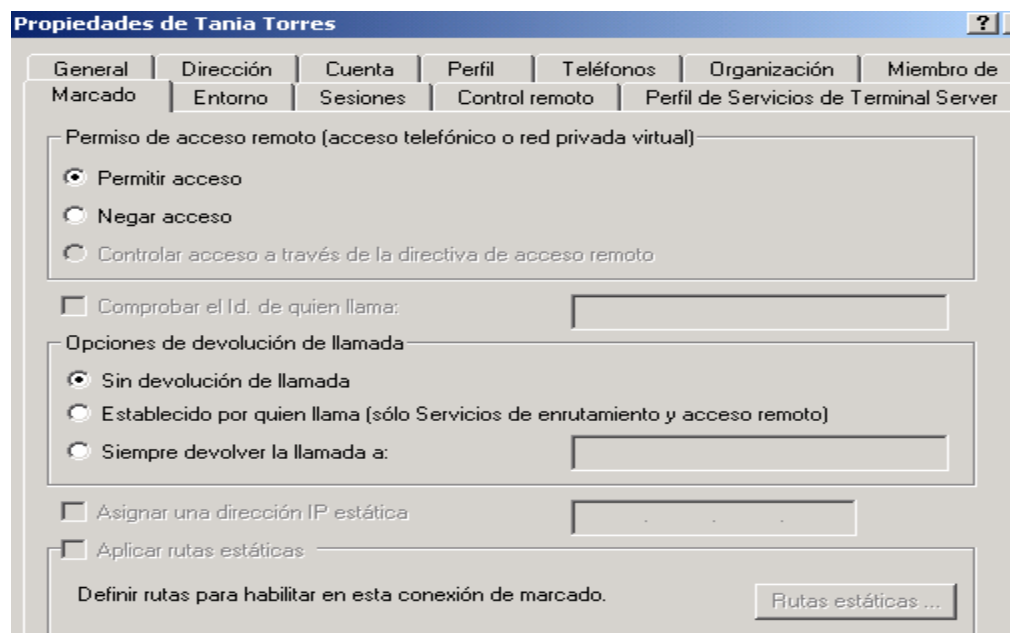 Propiedades de Tania Torres ?
General Dirección Cuenta Perfil Teléfonos Organización Miembro de
Marcado Entorno Sesiones Control remoto Perfil de Servicios de Terminal Server
Permiso de acceso remoto (acceso telefónico o red privada virtual)
Permitir acceso
Negar acceso
Controlar acceso a través de la directiva de acceso remoto
Comprobar el Id. de quien llama:
Opciones de devolución de llamada
Sin devolución de llamada
Establecido por quien llama (sólo Servicios de enrutamiento y acceso remoto)
Siempre devolver la llamada a:
Asignar una dirección IP estática . . .
Aplicar rutas estáticas
Definir rutas para habilitar en esta conexión de marcado. Rutas estáticas ...